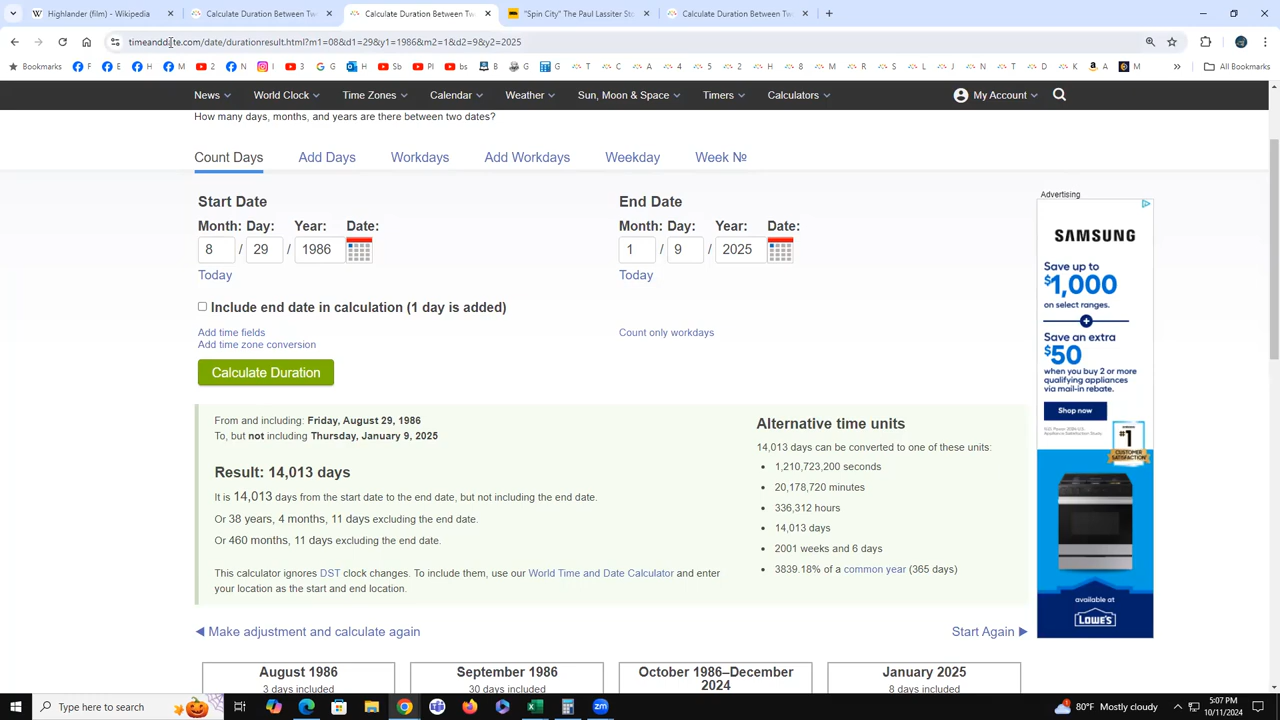 Highlander (film) - Wikipedia
Calculate Duration Between Tw
Calculate Duration Between Tw
"Spin City" The Paul Lassiter Sto
Calculate Duration Between Tw
timeanddate.com/date/durationresult.html?m1=08&d1=29&y1=1986&m2=1&d2=9&y2=2025
Bookmarks F E H M 2 N I 3 G H Sb PI bs B G G T C A 4 5 2 H 8 M R S L J N T D K A M » All Bookmarks
News World Clock Time Zones Calendar Weather Sun, Moon & Space Timers Calculators My Account
How many days, months, and years are there between two dates?
Count Days Add Days Workdays Add Workdays Weekday Week №
Advertising
Start Date
End Date
Month: Day: Year: Date:
Month: Day: Year: Date:
8 / 29 / 1986
1 / 9 / 2025
Today
Today
Include end date in calculation (1 day is added)
Add time fields
Count only workdays
Add time zone conversion
Calculate Duration
From and including: Friday, August 29, 1986
To, but not including Thursday, January 9, 2025
Result: 14,013 days
It is 14,013 days from the start date to the end date, but not including the end date.
Or 38 years, 4 months, 11 days excluding the end date.
Or 460 months, 11 days excluding the end date.
This calculator ignores DST clock changes. To include them, use our World Time and Date Calculator and enter
your location as the start and end location.
Alternative time units
14,013 days can be converted to one of these units:
• 1,210,723,200 seconds
• 20,178,720 minutes
• 336,312 hours
• 14,013 days
• 2001 weeks and 6 days
• 3839.18% of a common year (365 days)
SAMSUNG
Save up to
$1,000
on select ranges.
Save an extra
$50
when you buy 2 or more
qualifying appliances
via mail-in rebate.
Shop now
#1
CUSTOMER
SATISFACTION*
available at
LOWE'S
Make adjustment and calculate again
Start Again
August 1986
3 days included
September 1986
30 days included
October 1986–December
2024
January 2025
8 days included
Type here to search
80°F Mostly cloudy
5:07 PM
10/11/2024